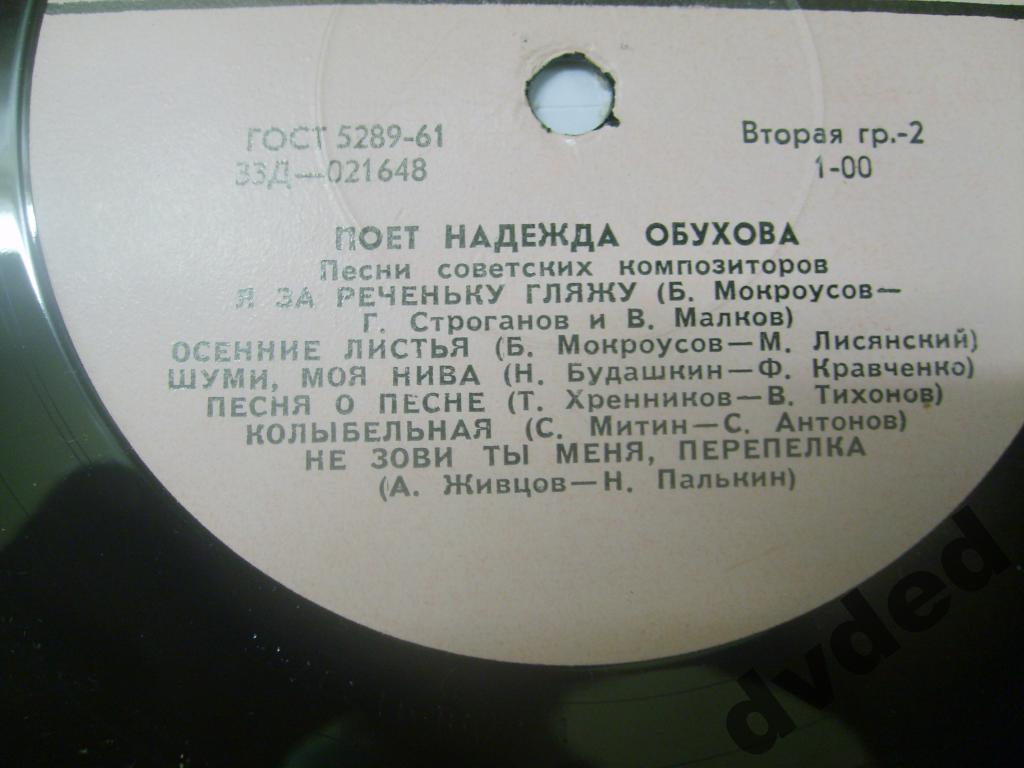 ГОСТ 5289-61
33Д—021648
Вторая гр.-2
1-00
ПОЕТ НАДЕЖДА ОБУХОВА
Песни советских композиторов
Я ЗА РЕЧЕНЬКУ ГЛЯЖУ (Б. Мокроусов—
Г. Строганов и В. Малков)
ОСЕННИЕ ЛИСТЬЯ (Б. Мокроусов—М. Лисянский)
ШУМИ, МОЯ НИВА (Н. Будашкин—Ф. Кравченко)
ПЕСНЯ О ПЕСНЕ (Т. Хренников—В. Тихонов)
КОЛЫБЕЛЬНАЯ (С. Митин—С. Антонов)
НЕ ЗОВИ ТЫ МЕНЯ, ПЕРЕПЕЛКА
(А. Живцов—Н. Палькин)
dvded